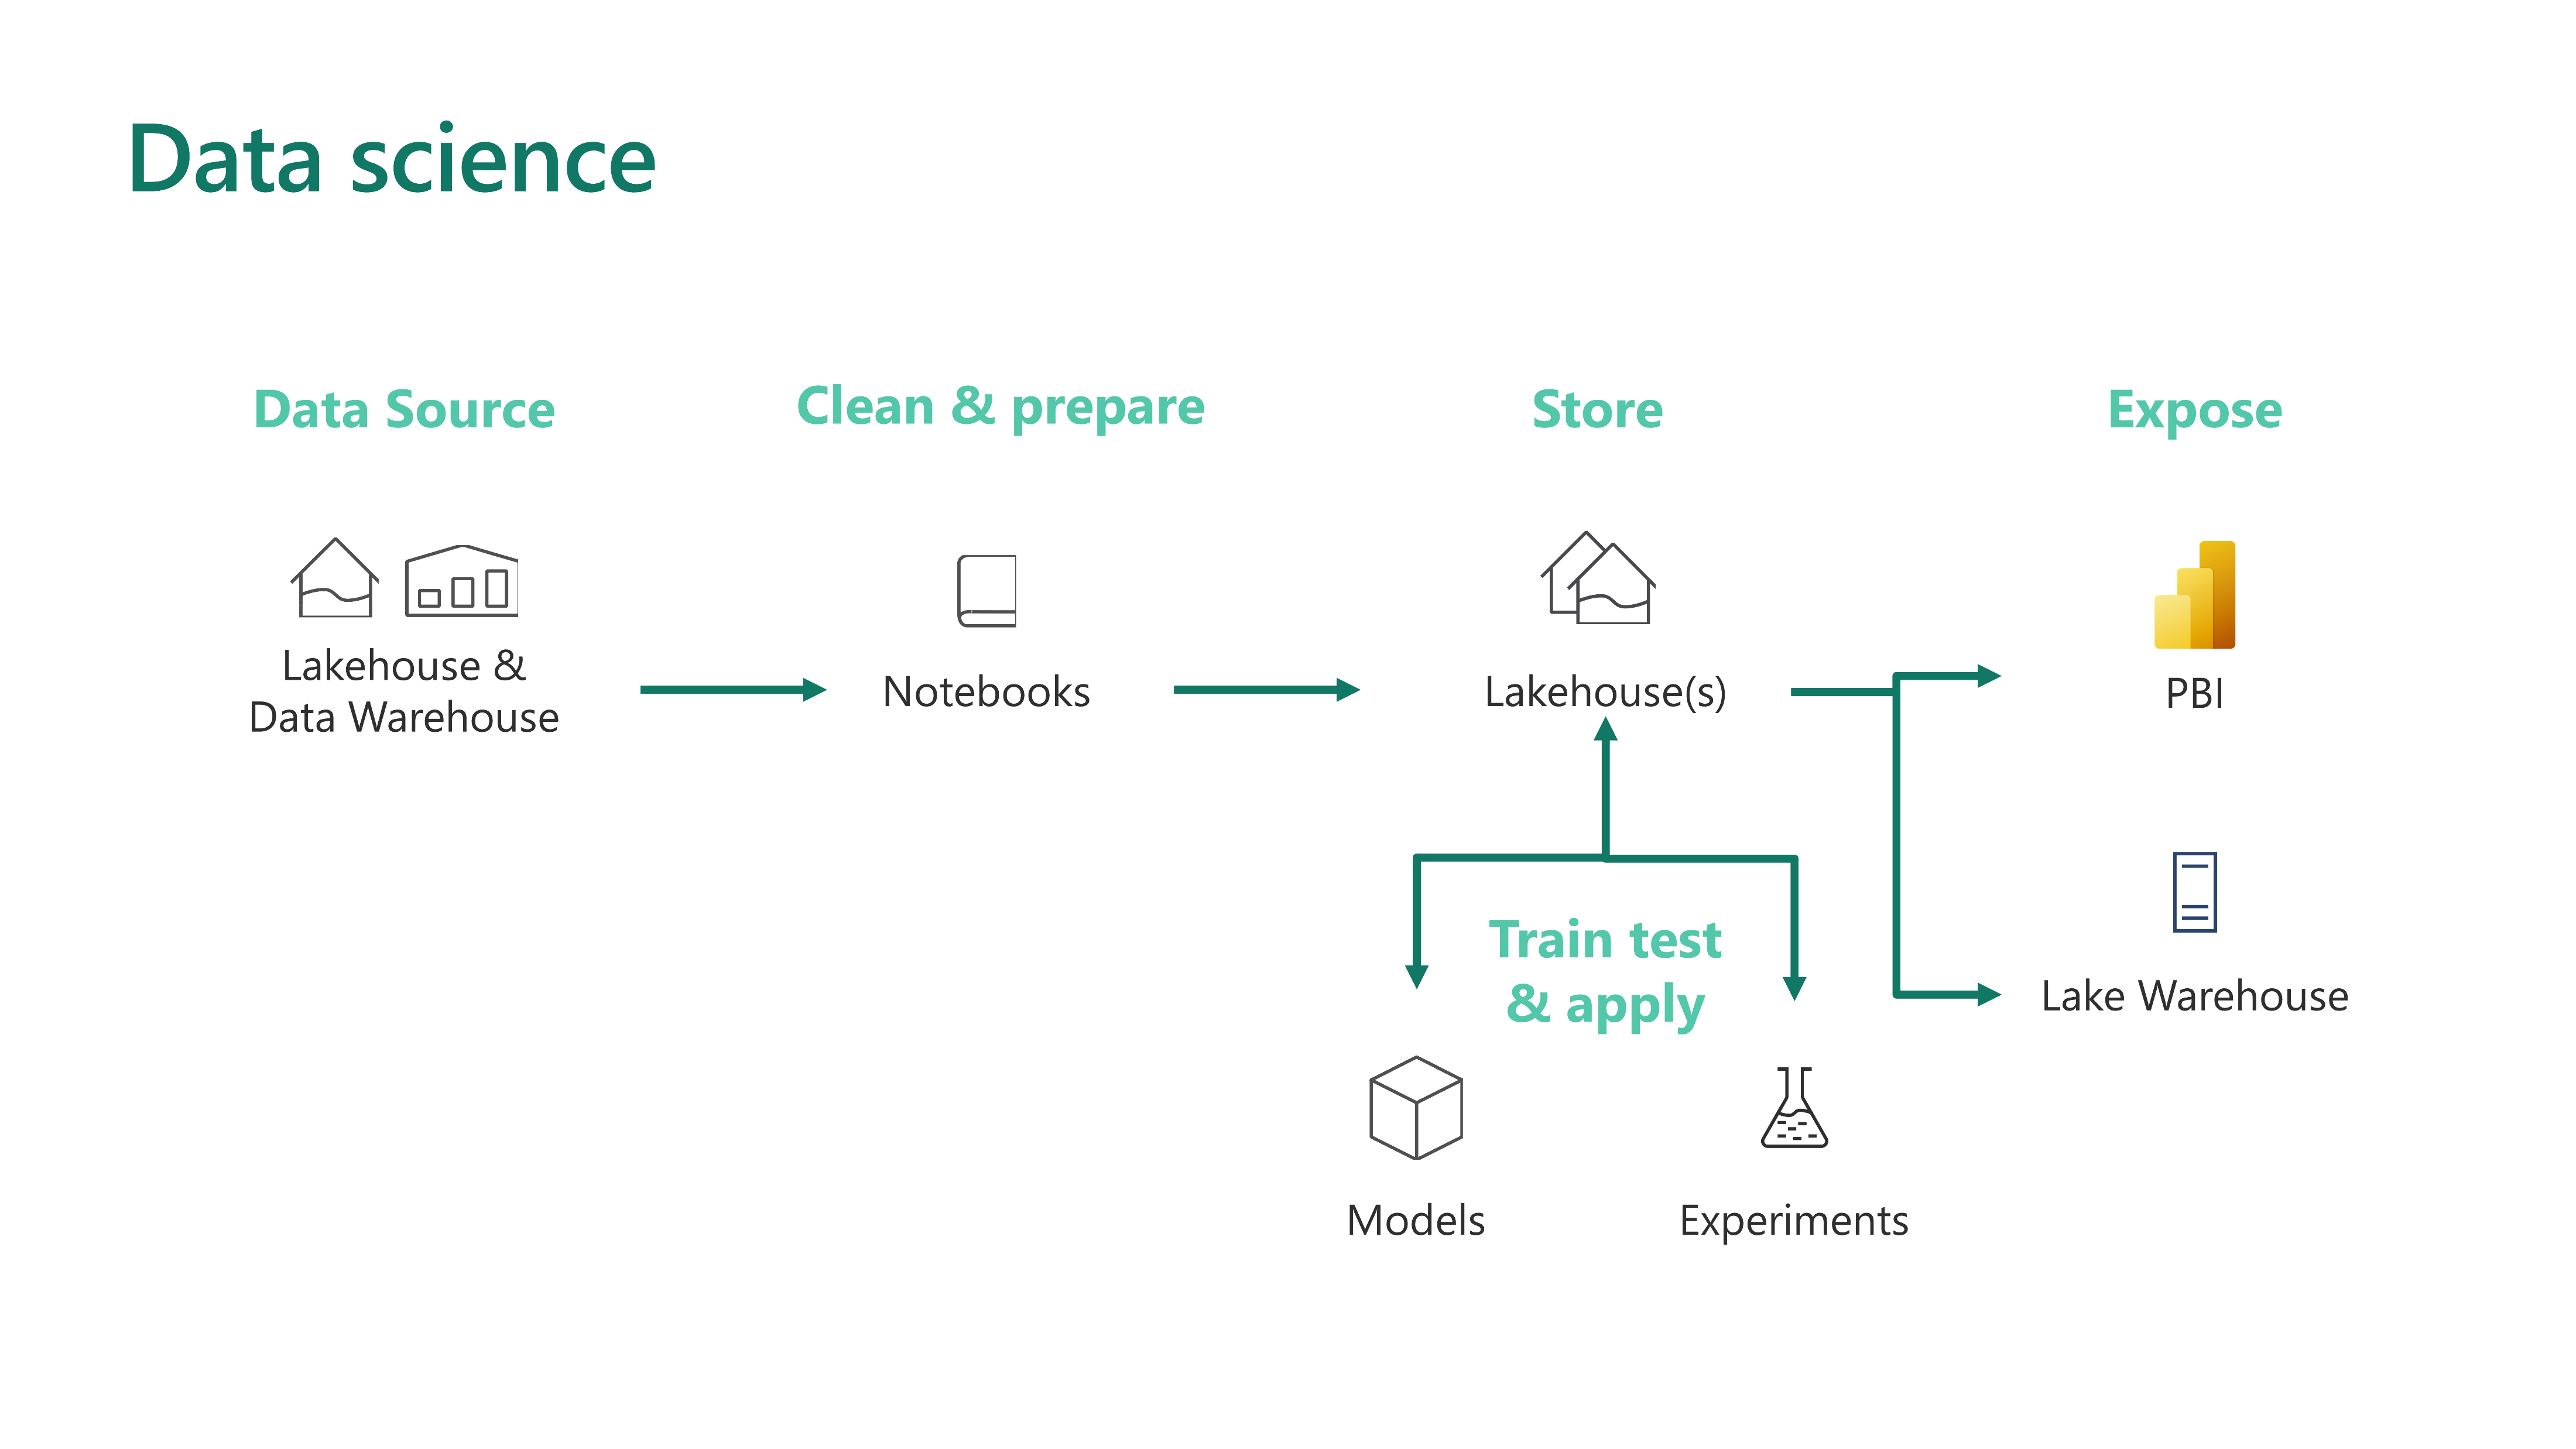 Data science
Data Source
Clean & prepare
Store
Expose
Lakehouse &
Data Warehouse
Notebooks
Lakehouse(s)
PBI
Train test
& apply
Lake Warehouse
Models
Experiments